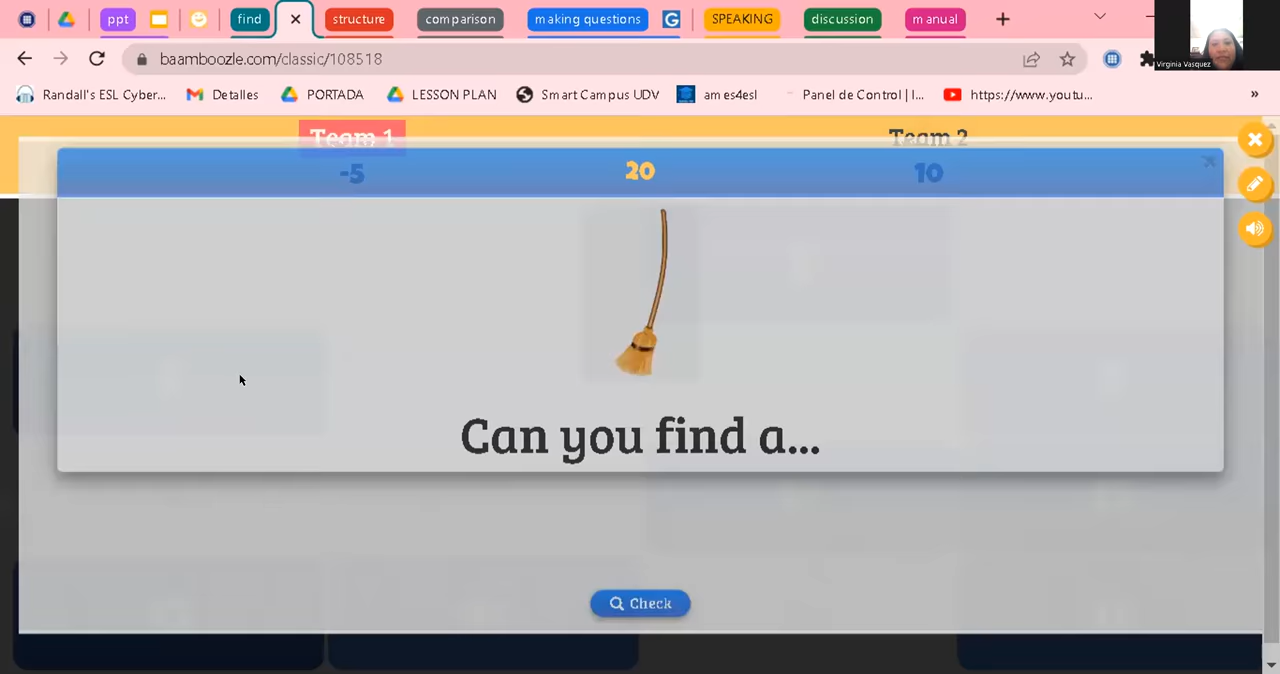 ppt
find
structure
comparison
making questions
SPEAKING
discussion
manual
baamboozle.com/classic/108518
Virginia Vasquez
Randall's ESL Cyber...
Detalles
PORTADA
LESSON PLAN
Smart Campus UDV
ames4esl
Panel de Control | I...
https://www.youtu...
»
Team 1
Team 2
-5
20
10
Can you find a...
Check